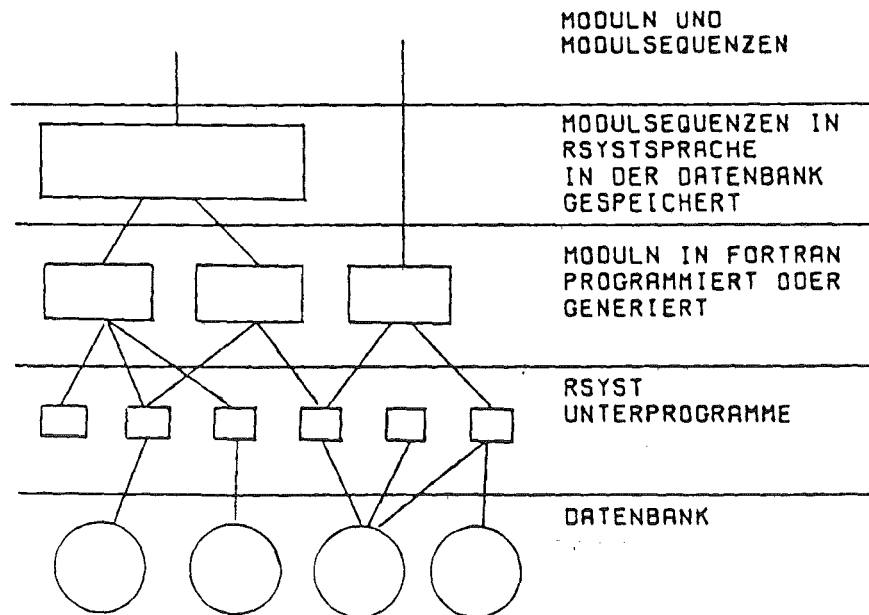 MODULN UND
MODULSEQUENZEN
MODULSEQUENZEN IN
RSYSTSPRACHE
IN DER DATENBANK
GESPEICHERT
MODULN IN FORTRAN
PROGRAMMIERT ODER
GENERIERT
RSYST
UNTERPROGRAMME
DATENBANK